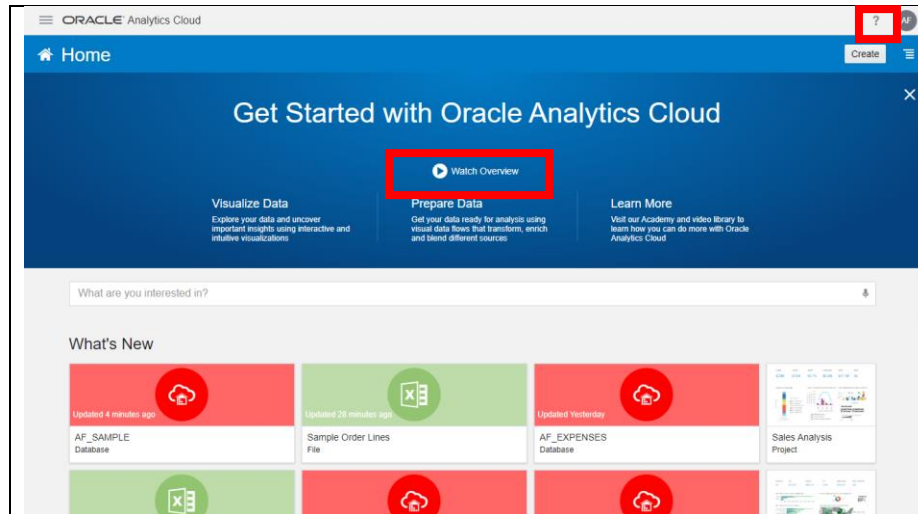 ORACLE Analytics Cloud
? AF
Home
Create
Get Started with Oracle Analytics Cloud
Watch Overview
Visualize Data
Explore your data and uncover
important insights using interactive and
intuitive visualizations
Prepare Data
Get your data ready for analysis using
visual data flows that transform, enrich
and blend different sources
Learn More
Visit our Academy and video library to
learn how you can do more with Oracle
Analytics Cloud
What are you interested in?
What's New
Updated 4 minutes ago
AF_SAMPLE
Database
Updated 28 minutes ago
Sample Order Lines
File
Updated Yesterday
AF_EXPENSES
Database
Sales Analysis
Project